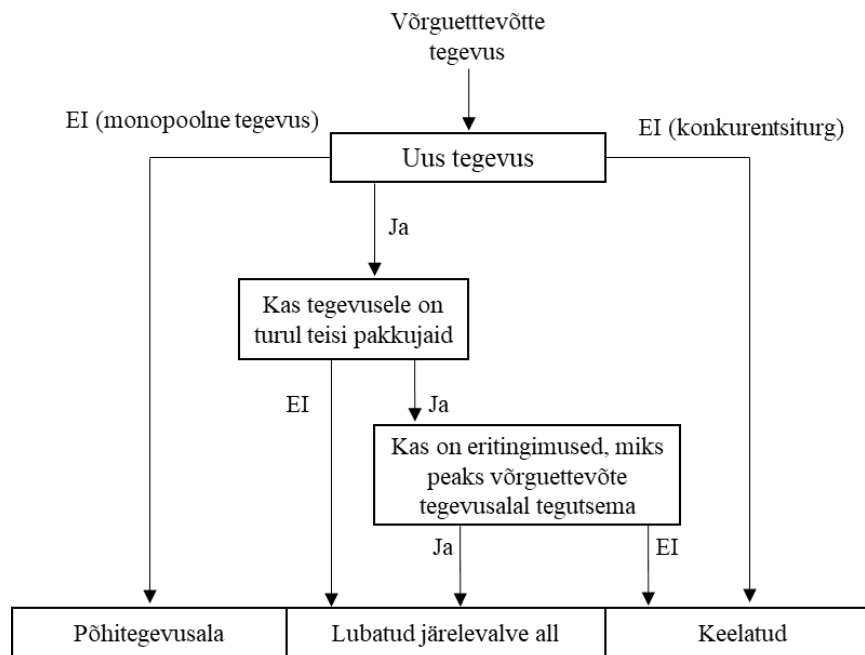 Võrguetttevõtte
tegevus
EI (monopoolne tegevus)
EI (konkurentsiturg)
Uus tegevus
Ja
Kas tegevusele on
turul teisi pakkujaid
EI
Ja
Kas on eritingimused, miks
peaks võrguettevõte
tegevusalal tegutsema
Ja
EI
Põhitegevusala
Lubatud järelevalve all
Keelatud